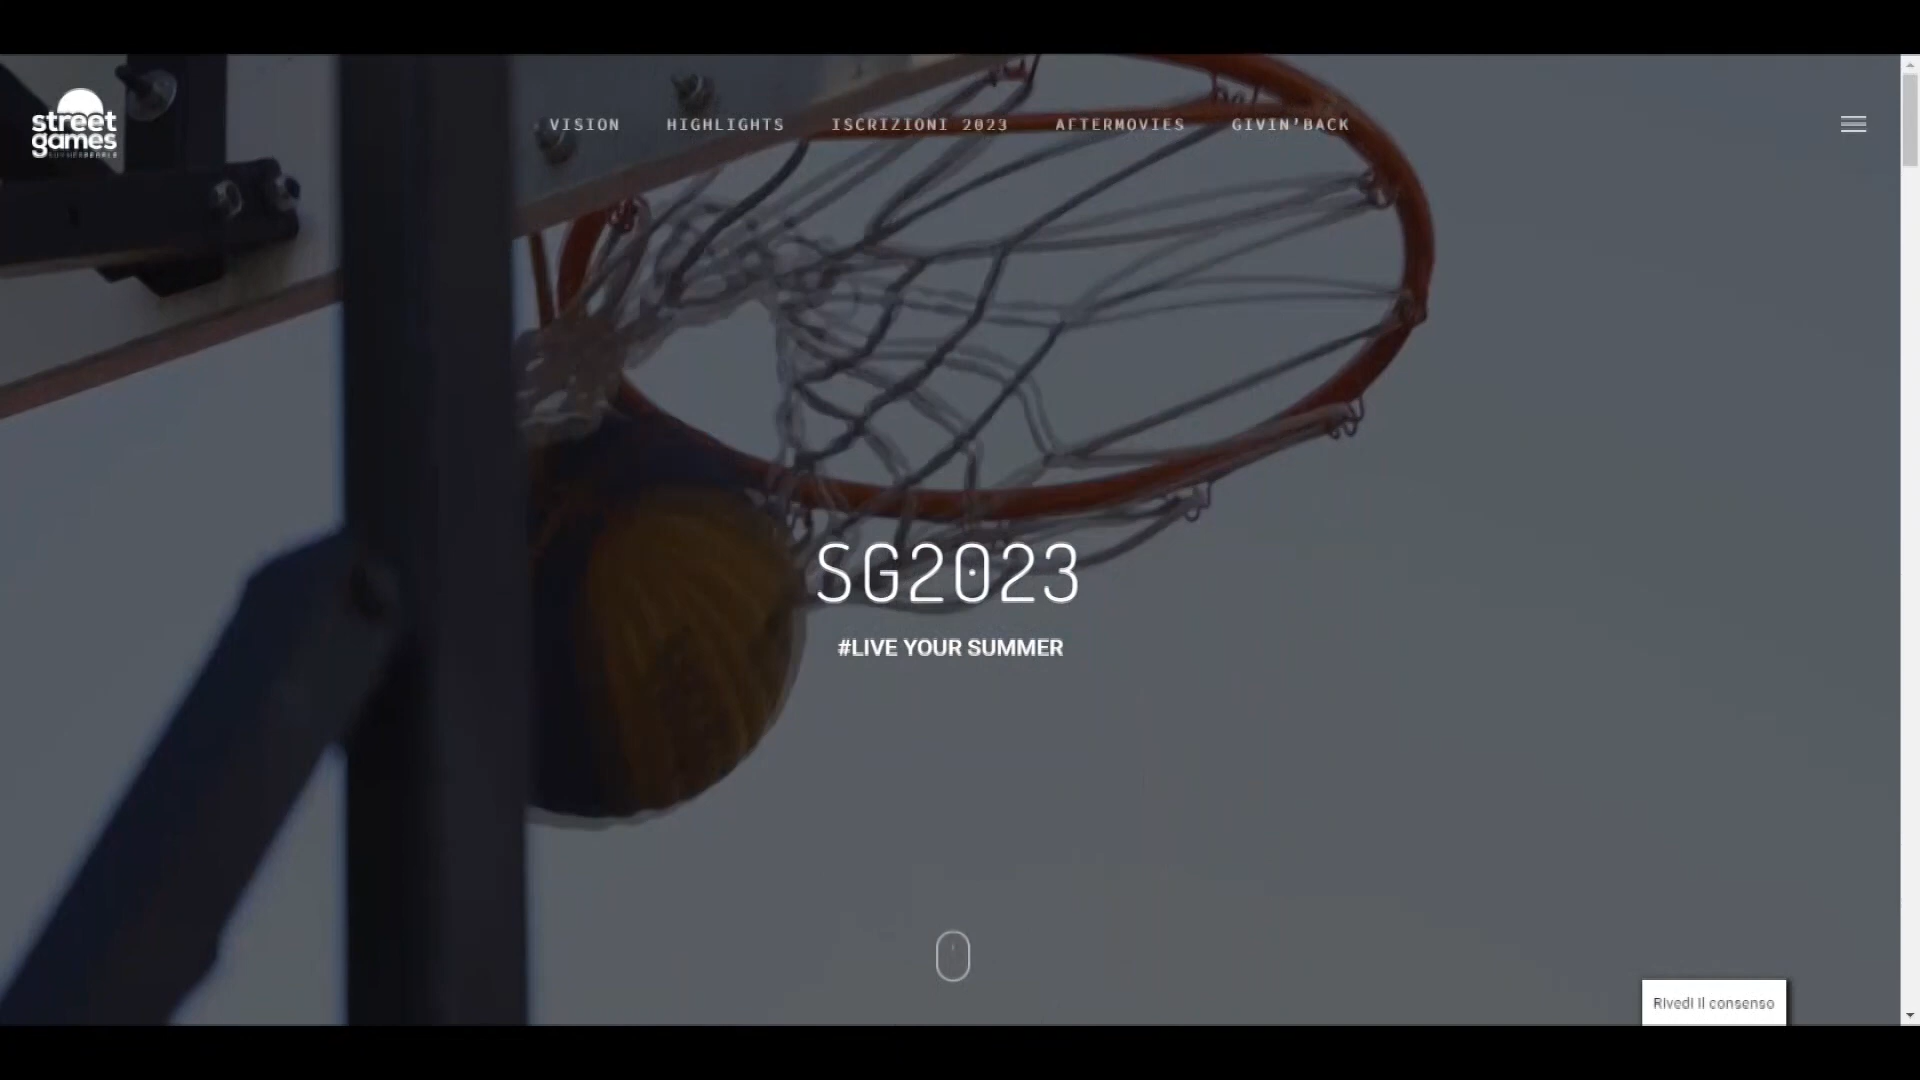 street
games
VISION
HIGHLIGHTS
ISCRIZIONI 2023
AFTERMOVIES
GIVIN'BACK
SG2023
#LIVE YOUR SUMMER
Rivedi il consenso